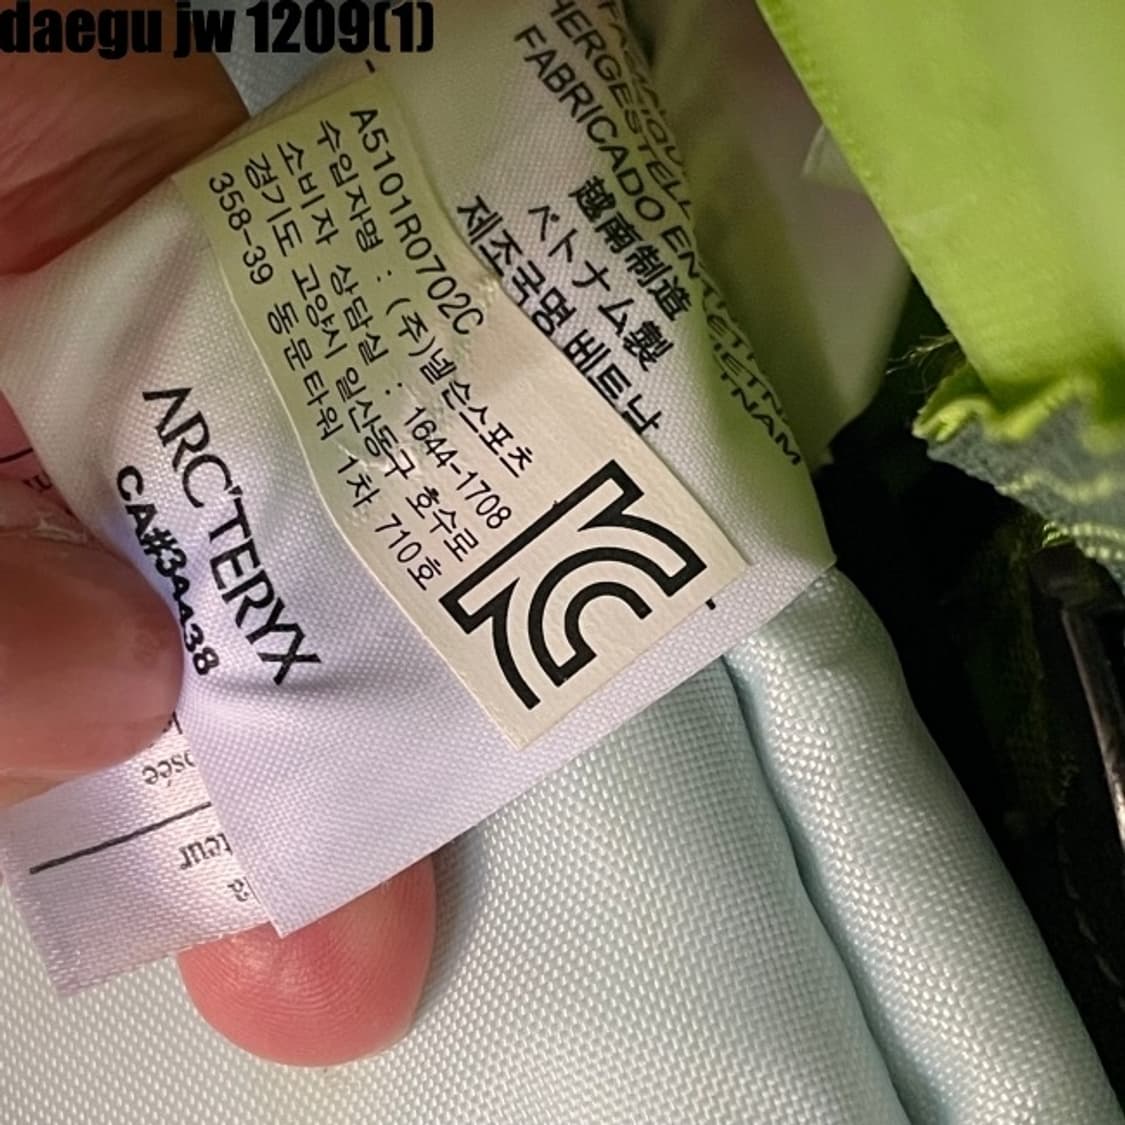 daegu jw 1209(1)
HERGESTELL
FABRICADO EN
越南制造
ベトナム製
제조국명 베트남
A5101R0702C
수입자명 : (주)넬슨스포츠
소비자 상담실 : 1644-1708
경기도 고양시 일산동구 호수로
358-39 동문타워 1차 710호
ARC'TERYX
CA#34438
osée
teur